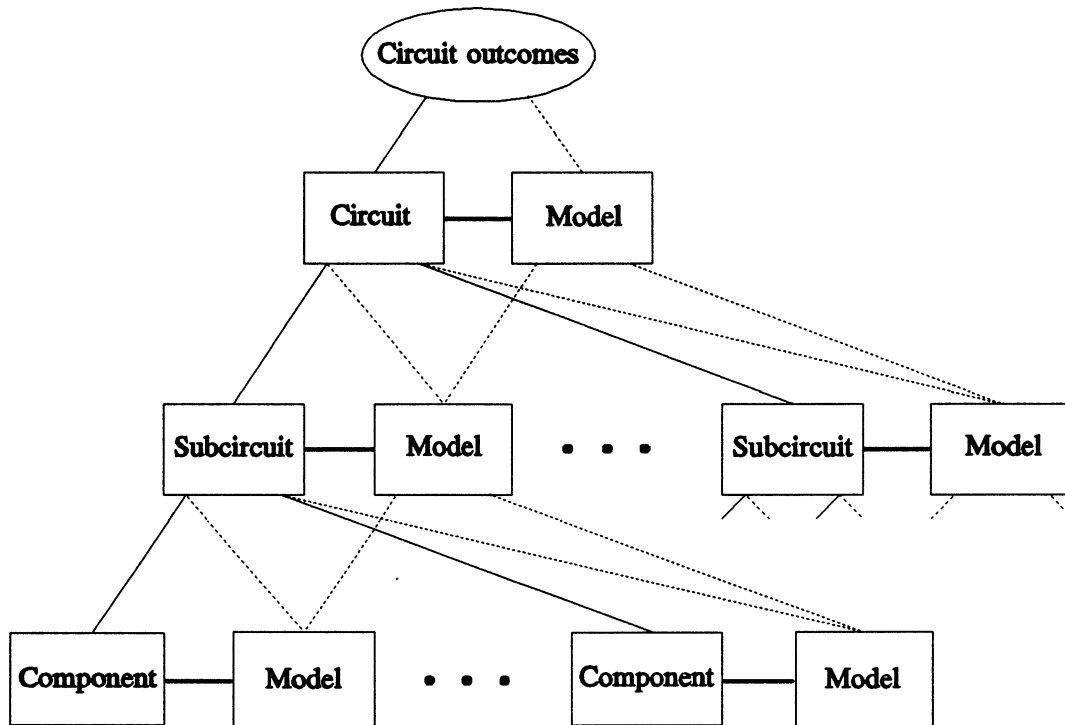 Circuit outcomes
Circuit
Model
Subcircuit
Model
Subcircuit
Model
Component
Model
Component
Model